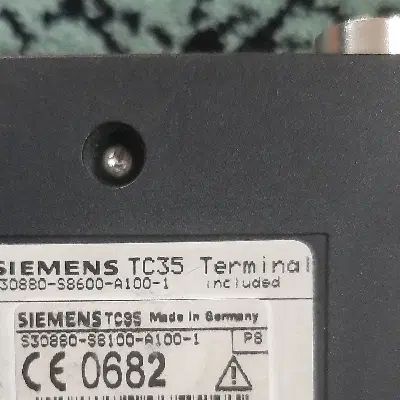 SIEMENS TC35 Terminal
S30880-S8600-A100-1 included
SIEMENS TC35 Made in Germany
S30880-S8100-A100-1 P8
CE 0682